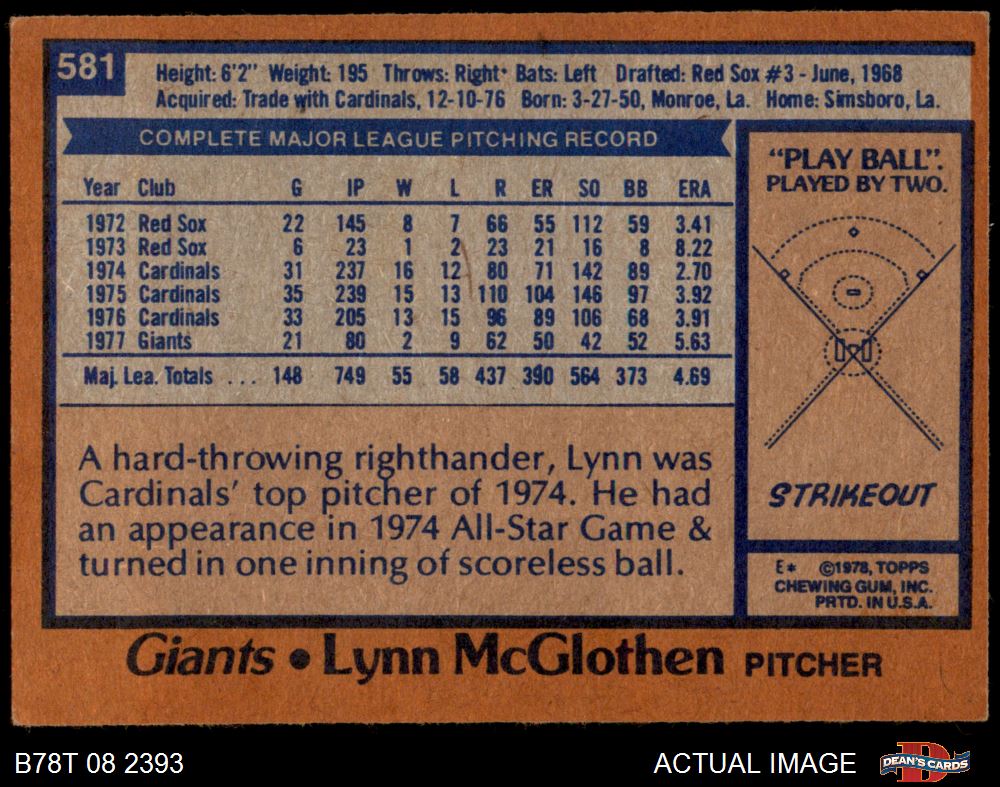 581
Height: 6'2" Weight: 195 Throws: Right• Bats: Left Drafted: Red Sox #3 - June, 1968
Acquired: Trade with Cardinals, 12-10-76 Born: 3-27-50, Monroe, La. Home: Simsboro, La.
COMPLETE MAJOR LEAGUE PITCHING RECORD
Year Club G IP W L R ER SO BB ERA
1972 Red Sox 22 145 8 7 66 55 112 59 3.41
1973 Red Sox 6 23 1 2 23 21 16 8 8.22
1974 Cardinals 31 237 16 12 80 71 142 89 2.70
1975 Cardinals 35 239 15 13 110 104 146 97 3.92
1976 Cardinals 33 205 13 15 96 89 106 68 3.91
1977 Giants 21 80 2 9 62 50 42 52 5.63
Maj. Lea. Totals ... 148 749 55 58 437 390 564 373 4.69
A hard-throwing righthander, Lynn was
Cardinals' top pitcher of 1974. He had
an appearance in 1974 All-Star Game &
turned in one inning of scoreless ball.
"PLAY BALL".
PLAYED BY TWO.
STRIKEOUT
E* ©1978, TOPPS
CHEWING GUM, INC.
PRTD. IN U.S.A.
Giants • Lynn McGlothen PITCHER
B78T 08 2393
ACTUAL IMAGE
D
DEAN'S CARDS